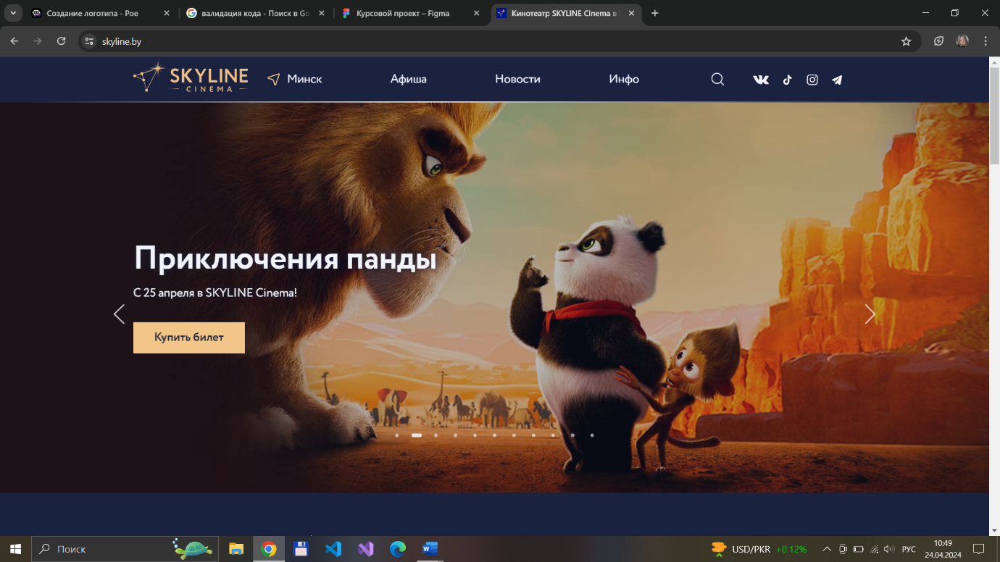 Создание логотипа - Poe
валидация кода - Поиск в Go
Курсовой проект – Figma
Кинотеатр SKYLINE Cinema в
skyline.by
SKYLINE
CINEMA
Минск
Афиша
Новости
Инфо
Приключения панды
С 25 апреля в SKYLINE Cinema!
Купить билет
Поиск
USD/PKR +0.12%
РУС
10:49
24.04.2024